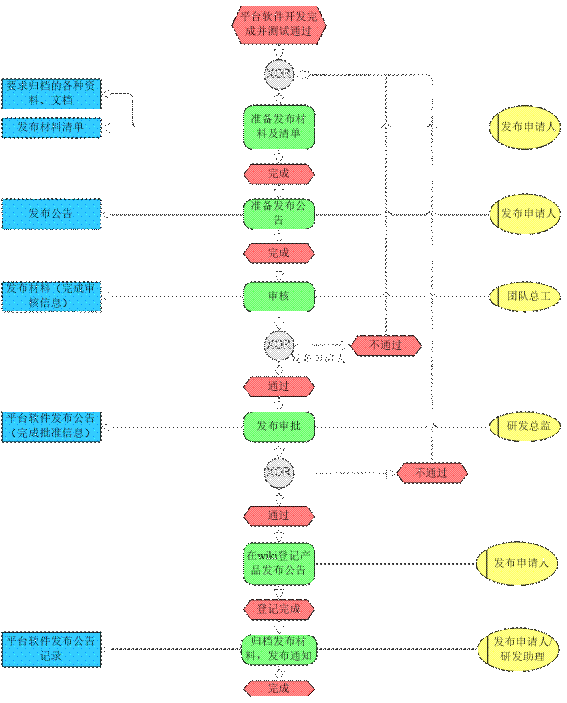 平台软件开发完
成并测试通过
XOR
要求归档的各种资
料、文档
发布材料清单
准备发布材
料及清单
发布申请人
完成
发布公告
准备发布公
告
发布申请人
完成
发布材料（完成审
核信息）
审核
团队总工
XOR
不通过
通过
平台软件发布公告
（完成批准信息）
发布审批
研发总监
XOR
不通过
通过
在wiki登记产
品发布公告
发布申请人
登记完成
平台软件发布公告
记录
归档发布材
料，发布通知
发布申请人/
研发助理
完成